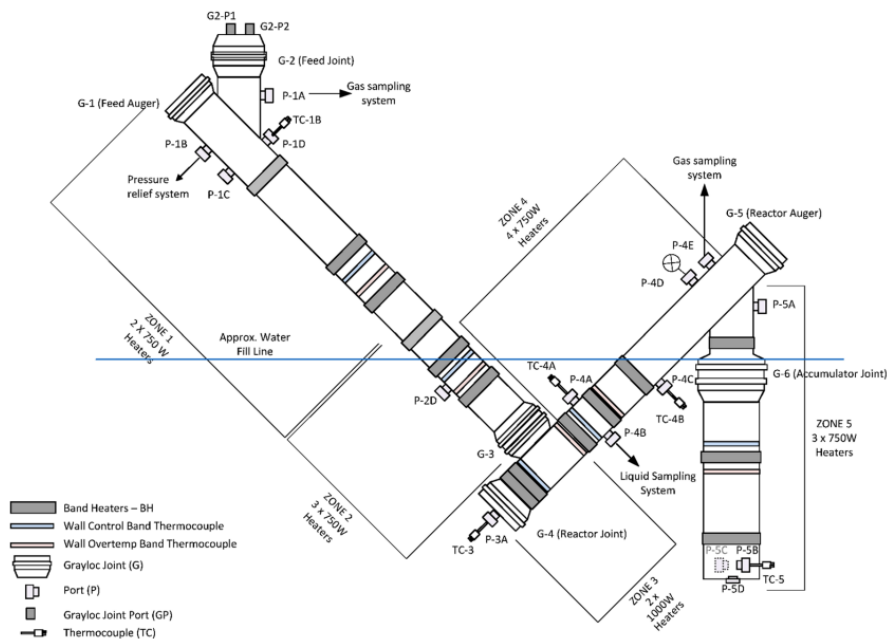 G2-P1
G2-P2
G-2 (Feed Joint)
G-1 (Feed Auger)
P-1A
Gas sampling
system
TC-1B
P-1B
P-1D
Pressure
relief system
P-1C
Gas sampling
system
ZONE 4
4 x 750W
Heaters
G-5 (Reactor Auger)
P-4E
P-4D
P-5A
ZONE 1
2 X 750 W
Heaters
Approx. Water
Fill Line
TC-4A
P-4A
P-4C
G-6 (Accumulator Joint)
P-2D
TC-4B
P-4B
ZONE 5
3 x 750W
Heaters
G-3
Liquid Sampling
System
ZONE 2
3 x 750W
Heaters
Band Heaters – BH
Wall Control Band Thermocouple
Wall Overtemp Band Thermocouple
Grayloc Joint (G)
Port (P)
Grayloc Joint Port (GP)
Thermocouple (TC)
TC-3
P-3A
G-4 (Reactor Joint)
ZONE 3
2 x
1000W
Heaters
P-5C
P-5B
P-5D
TC-5